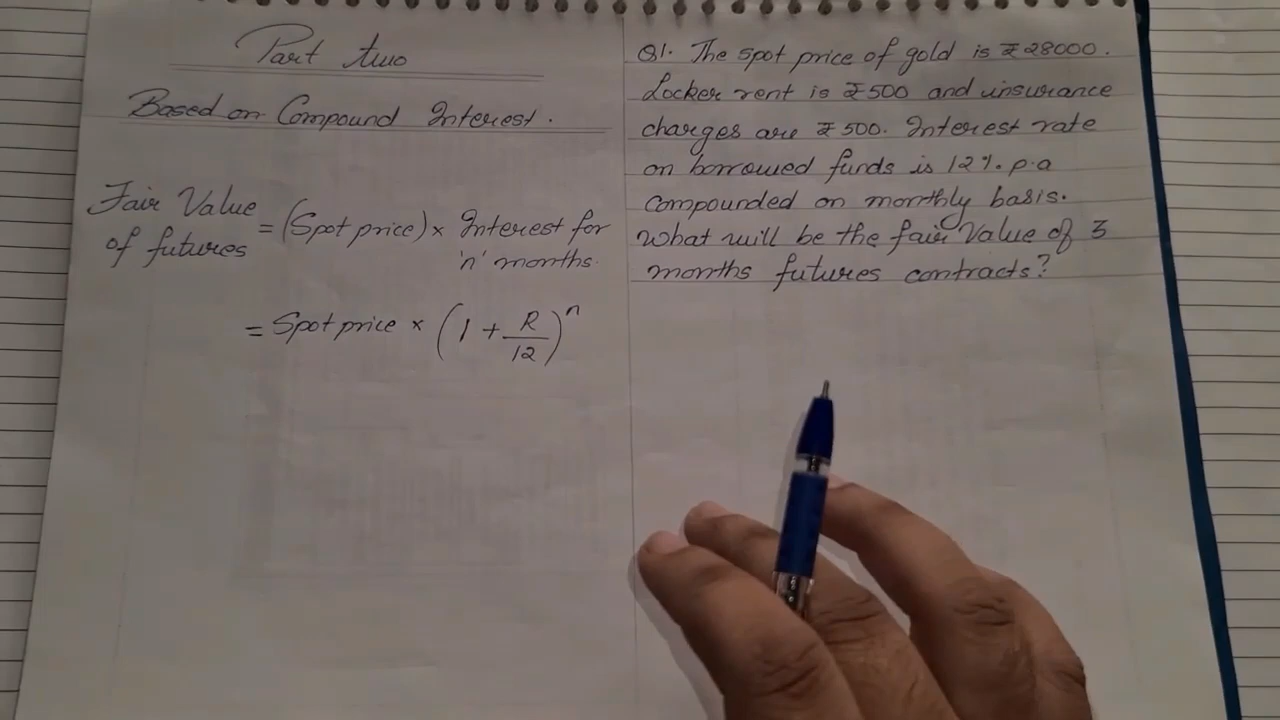 Part two
Based on Compound Interest.
Fair Value of futures = (Spot price) × Interest for 'n' months.
= Spot price × (1 + R/12)^n
Q1. The spot price of gold is ₹28000.
Locker rent is ₹500 and insurance
charges are ₹500. Interest rate
on borrowed funds is 12%. p.a
compounded on monthly basis.
What will be the fair Value of 3
months futures contracts?